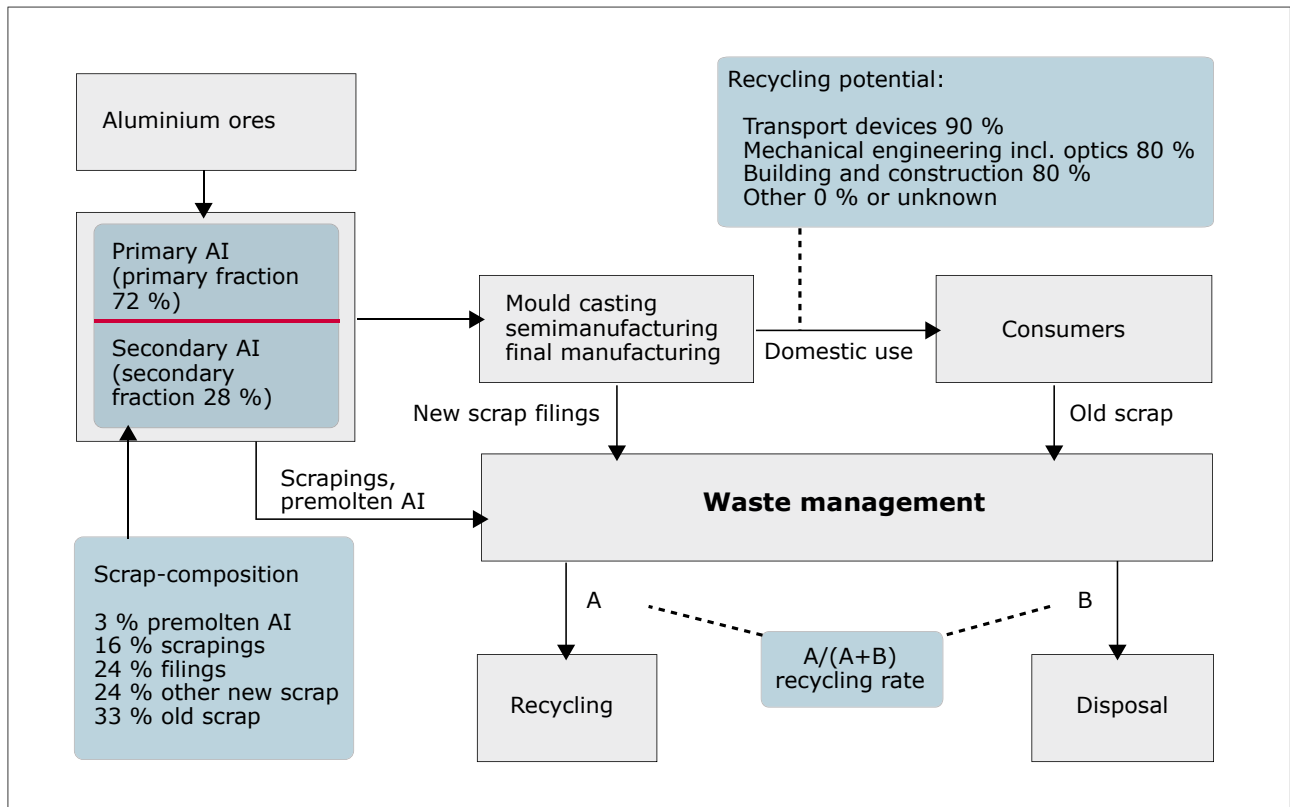 Aluminium ores
Primary AI
(primary fraction
72 %)
Secondary AI
(secondary
fraction 28 %)
Scrap-composition
3 % premolten AI
16 % scrapings
24 % filings
24 % other new scrap
33 % old scrap
Scrapings,
premolten AI
Mould casting
semimanufacturing
final manufacturing
Recycling potential:
Transport devices 90 %
Mechanical engineering incl. optics 80 %
Building and construction 80 %
Other 0 % or unknown
Domestic use
Consumers
New scrap filings
Old scrap
Waste management
A
B
A/(A+B)
recycling rate
Recycling
Disposal